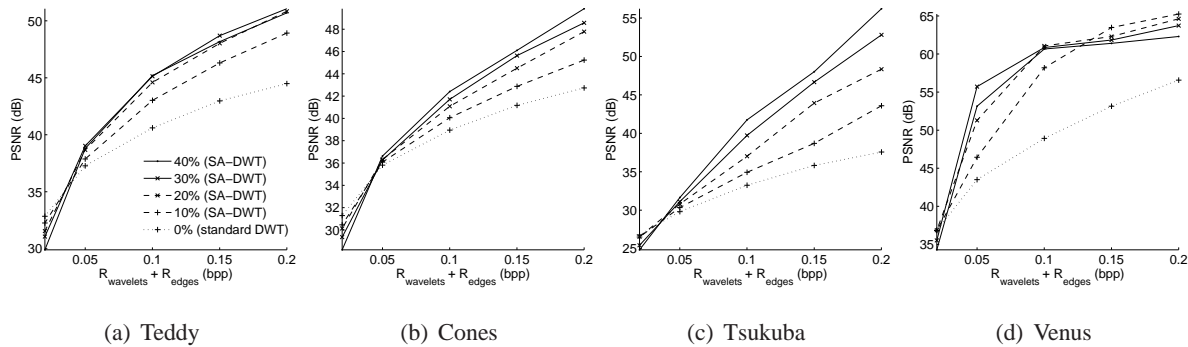 50
45
40
35
30
PSNR (dB)
0.05 0.1 0.15 0.2
R wavelets + R edges (bpp)
40% (SA−DWT)
30% (SA−DWT)
20% (SA−DWT)
10% (SA−DWT)
0% (standard DWT)
(a) Teddy
48
46
44
42
40
38
36
34
32
30
PSNR (dB)
0.05 0.1 0.15 0.2
R wavelets + R edges (bpp)
(b) Cones
55
50
45
40
35
30
25
PSNR (dB)
0.05 0.1 0.15 0.2
R wavelets + R edges (bpp)
(c) Tsukuba
65
60
55
50
45
40
35
PSNR (dB)
0.05 0.1 0.15 0.2
R wavelets + R edges (bpp)
(d) Venus